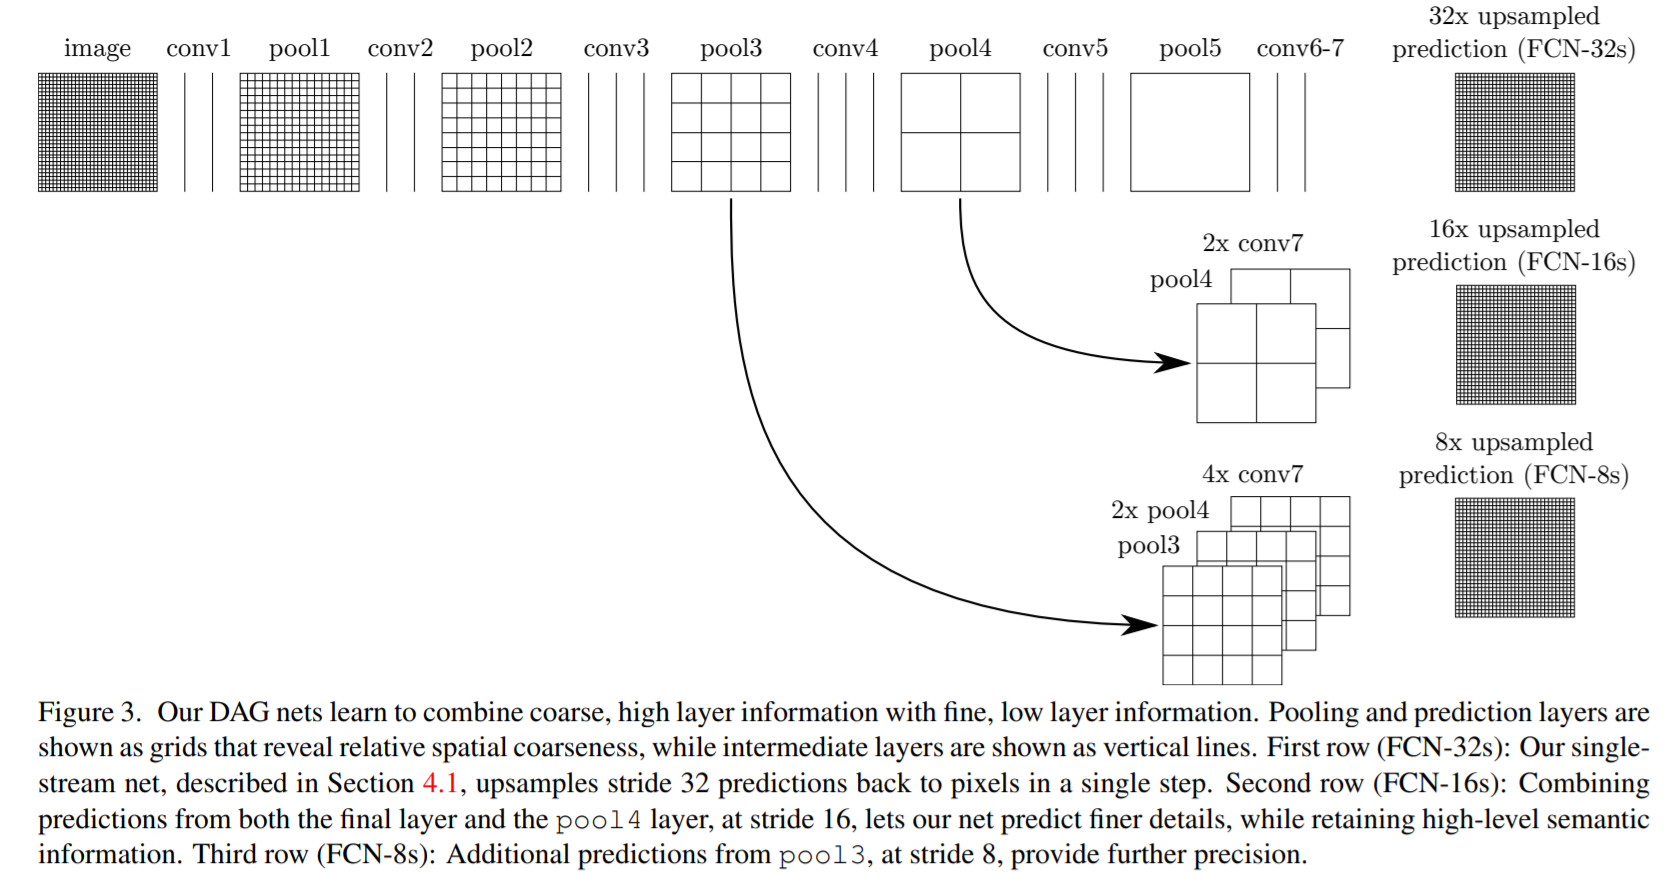 image conv1 pool1 conv2 pool2 conv3 pool3 conv4 pool4 conv5 pool5 conv6-7
32x upsampled
prediction (FCN-32s)
2x conv7
pool4
16x upsampled
prediction (FCN-16s)
4x conv7
2x pool4
pool3
8x upsampled
prediction (FCN-8s)
Figure 3. Our DAG nets learn to combine coarse, high layer information with fine, low layer information. Pooling and prediction layers are
shown as grids that reveal relative spatial coarseness, while intermediate layers are shown as vertical lines. First row (FCN-32s): Our single-
stream net, described in Section 4.1, upsamples stride 32 predictions back to pixels in a single step. Second row (FCN-16s): Combining
predictions from both the final layer and the pool4 layer, at stride 16, lets our net predict finer details, while retaining high-level semantic
information. Third row (FCN-8s): Additional predictions from pool3, at stride 8, provide further precision.